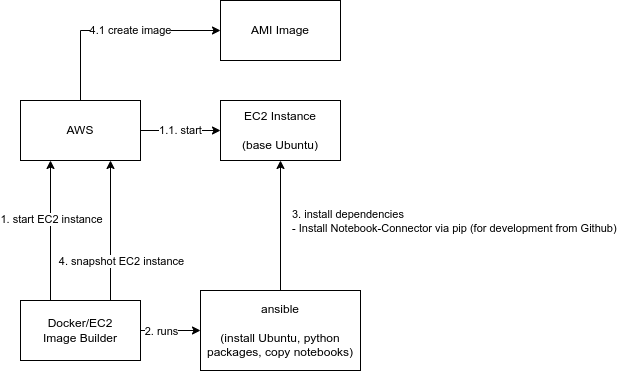 4.1 create image
AMI Image
AWS
1.1. start
EC2 Instance
(base Ubuntu)
1. start EC2 instance
3. install dependencies
- Install Notebook-Connector via pip (for development from Github)
4. snapshot EC2 instance
Docker/EC2
Image Builder
2. runs
ansible
(install Ubuntu, python
packages, copy notebooks)